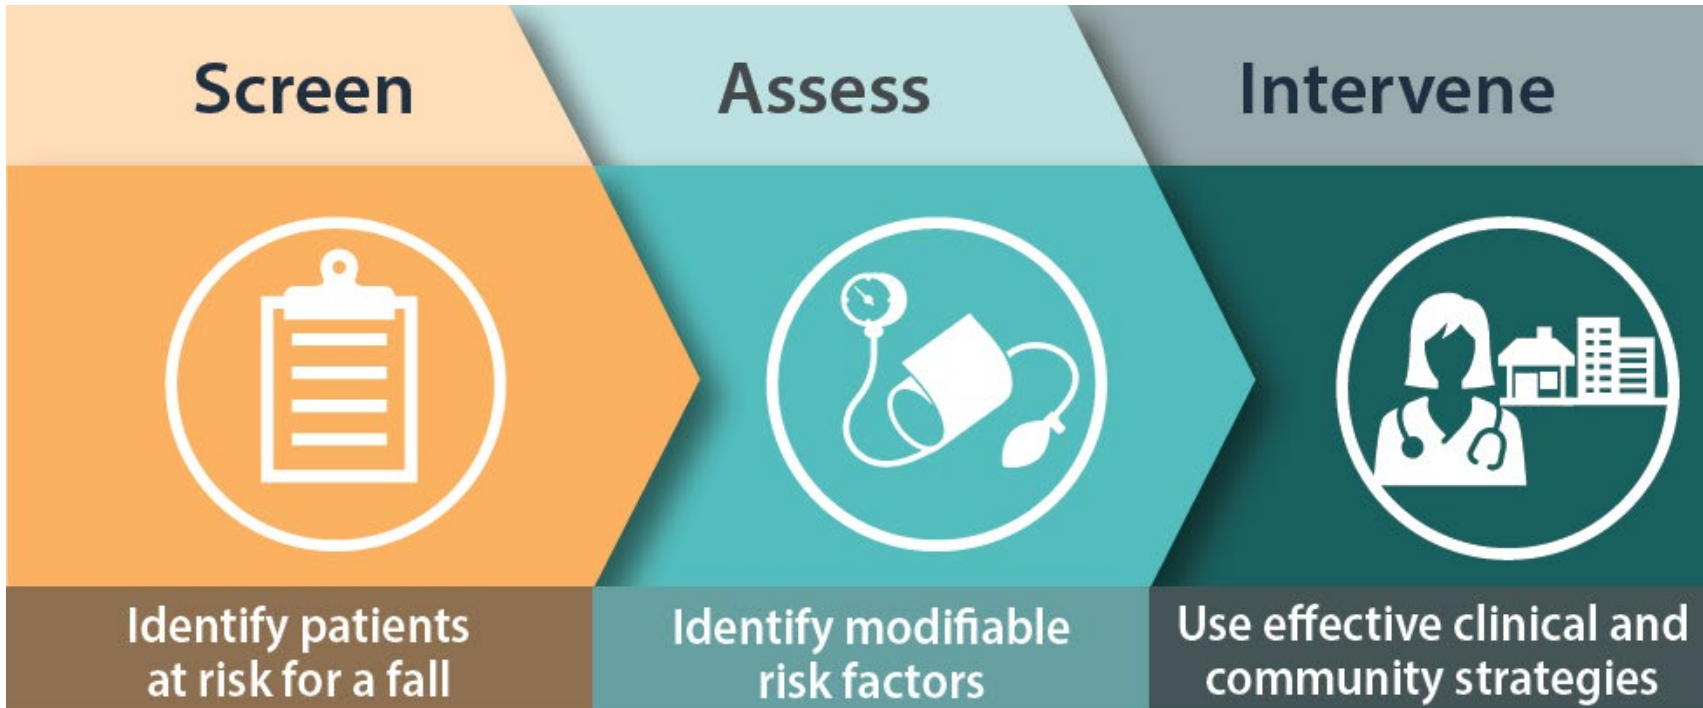 Screen
Assess
Intervene
Identify patients
at risk for a fall
Identify modifiable
risk factors
Use effective clinical and
community strategies